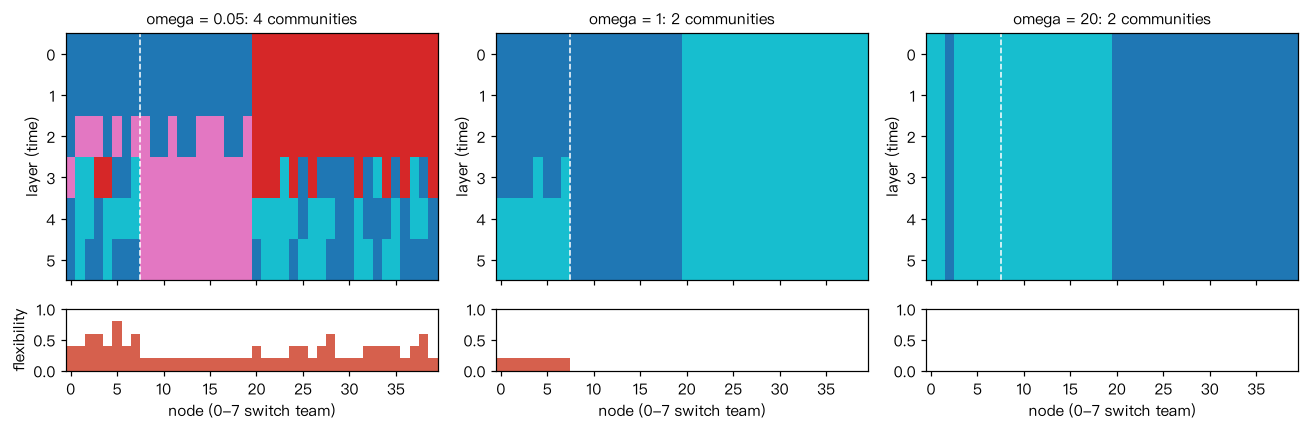 omega = 0.05: 4 communities
layer (time)
0
1
2
3
4
5
flexibility
1.0
0.5
0.0
0 5 10 15 20 25 30 35
node (0–7 switch team)
omega = 1: 2 communities
layer (time)
0
1
2
3
4
5
1.0
0.5
0.0
0 5 10 15 20 25 30 35
node (0–7 switch team)
omega = 20: 2 communities
layer (time)
0
1
2
3
4
5
1.0
0.5
0.0
0 5 10 15 20 25 30 35
node (0–7 switch team)